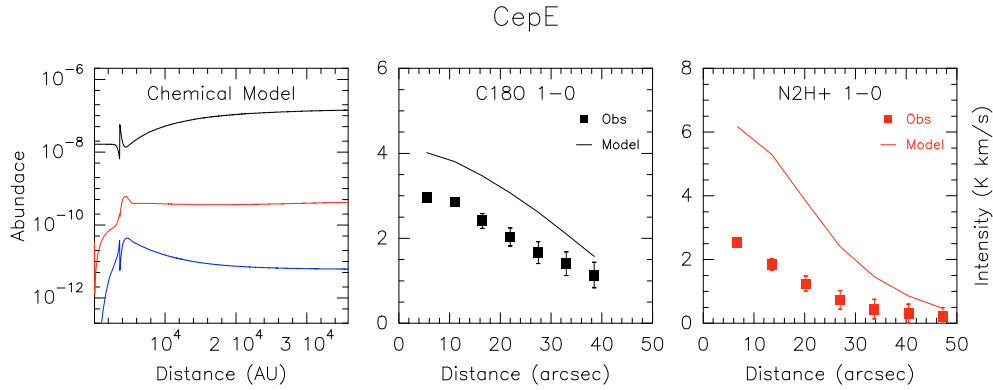 CepE
Chemical Model
Abundace
10^-6
10^-8
10^-10
10^-12
10^4
2 10^4
3 10^4
Distance (AU)
C18O 1-0
Obs
Model
6
4
2
0
0 10 20 30 40 50
Distance (arcsec)
N2H+ 1-0
Obs
Model
8
6
4
2
0
0 10 20 30 40 50
Distance (arcsec)
Intensity (K km/s)